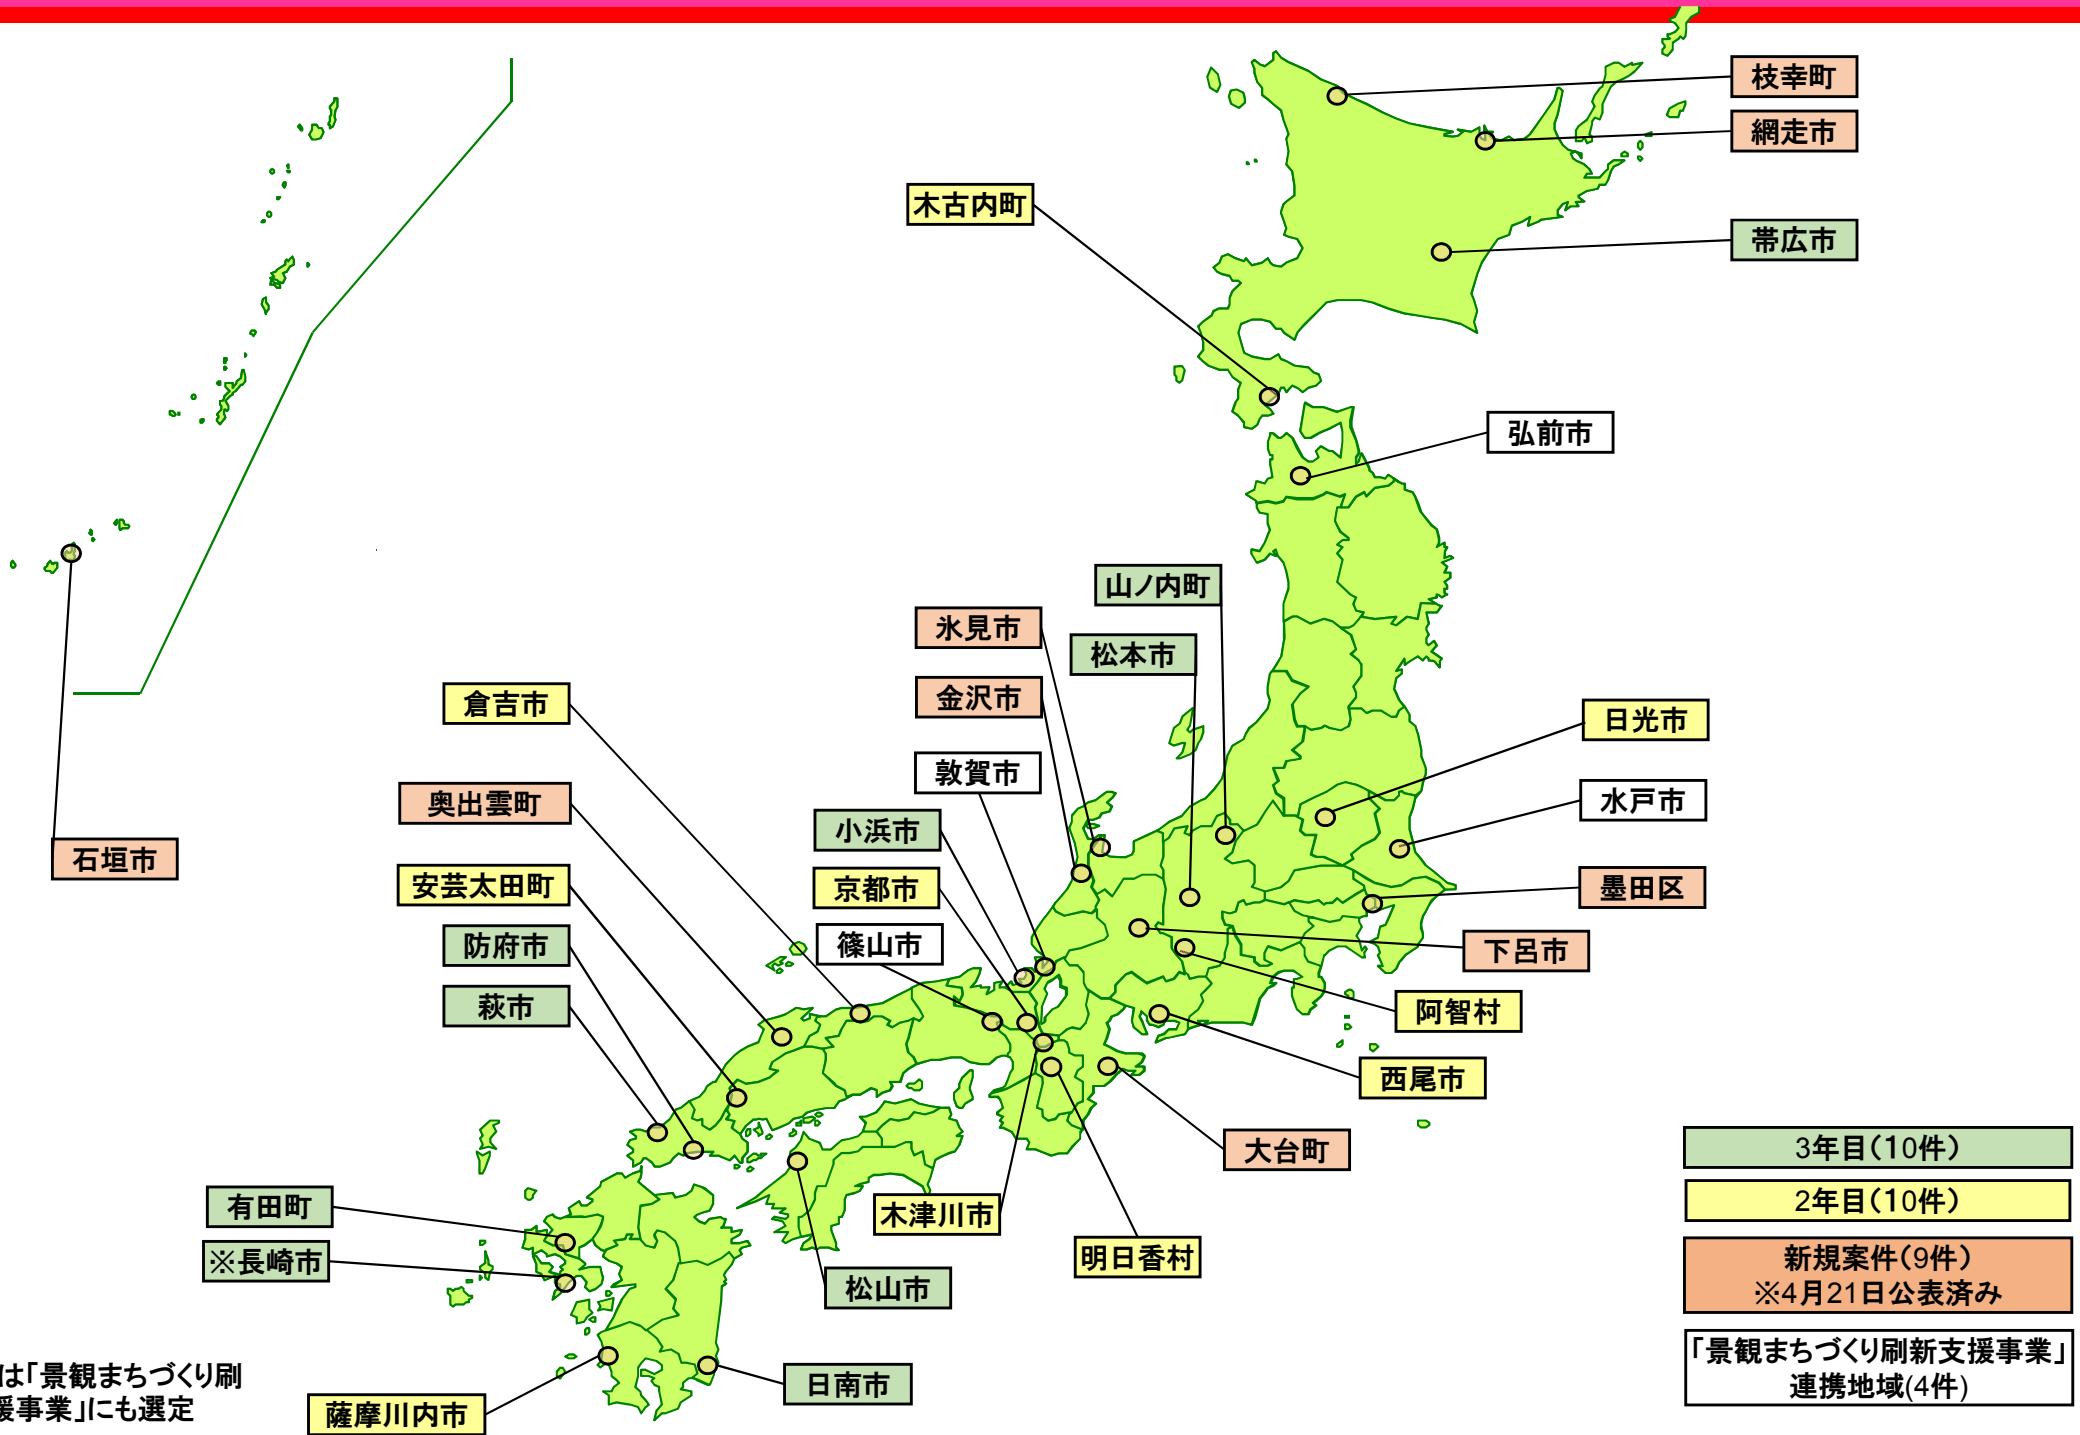 枝幸町
網走市
木古内町
帯広市
弘前市
山ノ内町
氷見市
松本市
金沢市
倉吉市
日光市
敦賀市
奥出雲町
水戸市
小浜市
石垣市
安芸太田町
京都市
墨田区
防府市
篠山市
下呂市
萩市
阿智村
西尾市
大台町
3年目(10件)
2年目(10件)
有田町
木津川市
※長崎市
明日香村
松山市
新規案件(9件)
※4月21日公表済み
「景観まちづくり刷新支援事業」
連携地域(4件)
は「景観まちづくり刷
援事業」にも選定
日南市
薩摩川内市